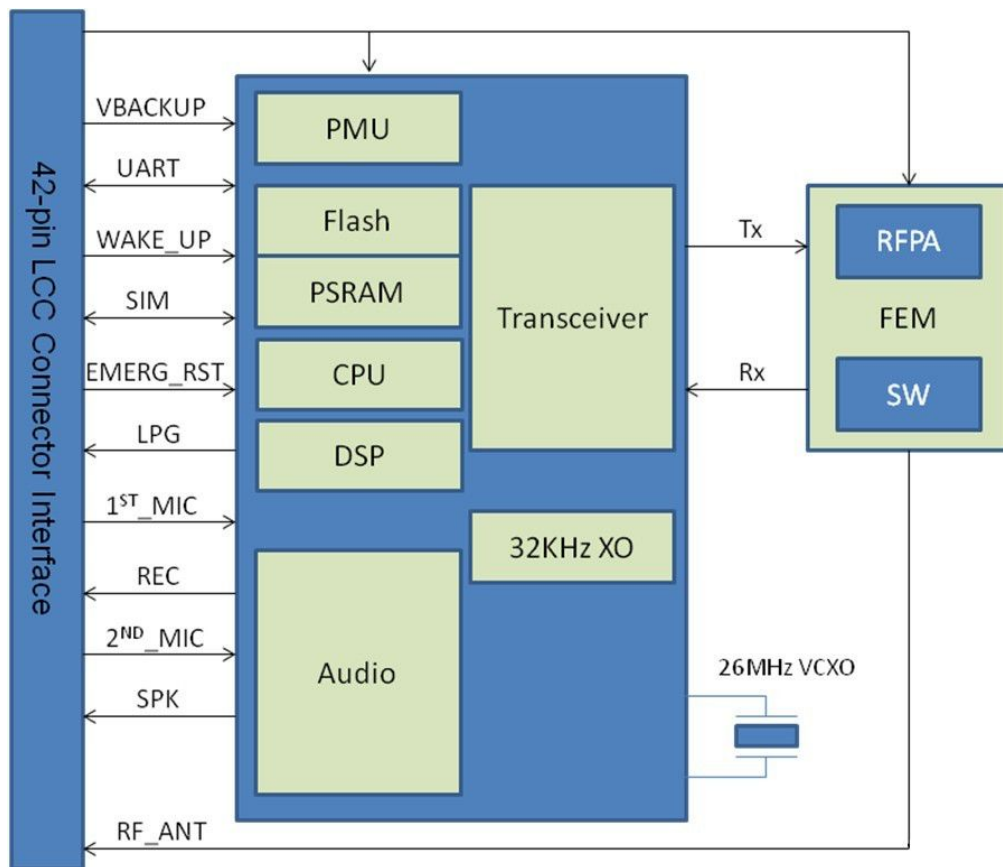 42-pin LCC Connector Interface
VBACKUP
UART
WAKE_UP
SIM
EMERG_RST
LPG
1ST_MIC
REC
2ND_MIC
SPK
RF_ANT
PMU
Flash
PSRAM
CPU
DSP
Audio
Transceiver
32KHz XO
Tx
Rx
RFPA
FEM
SW
26MHz VCXO